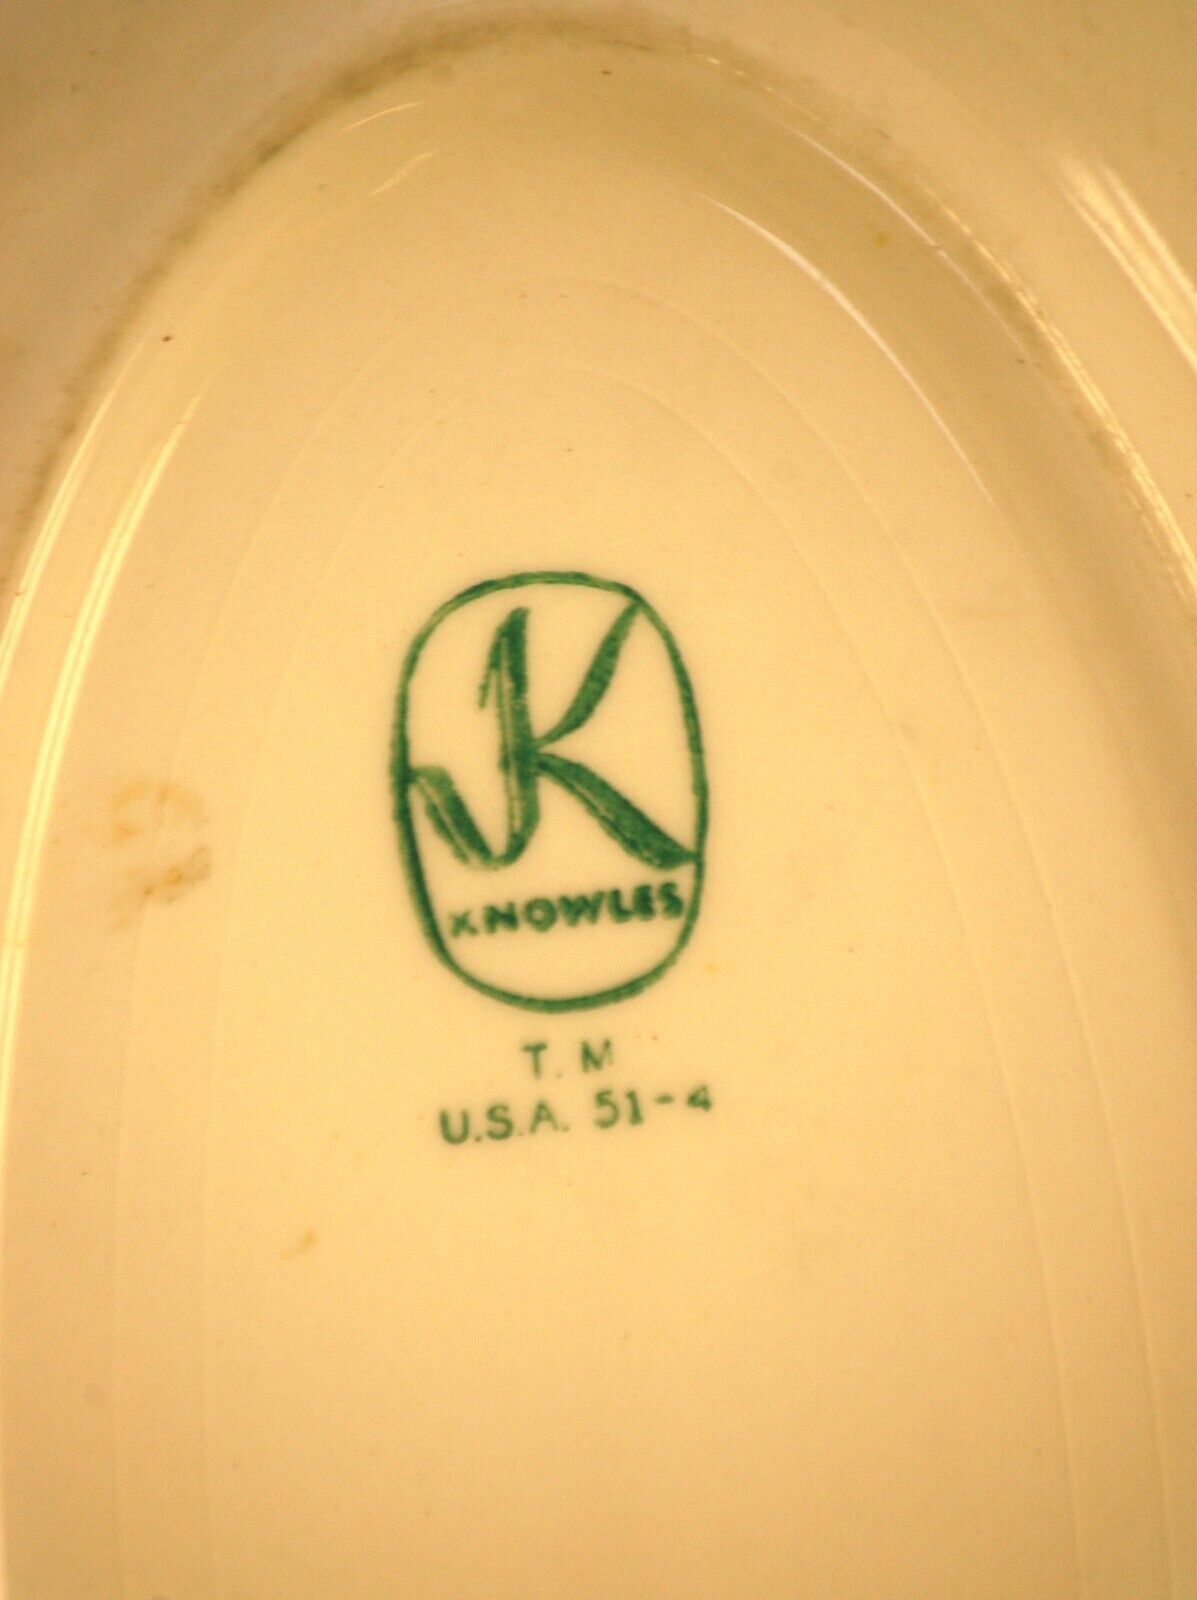 K
KNOWLES
T. M
U.S.A. 51-4